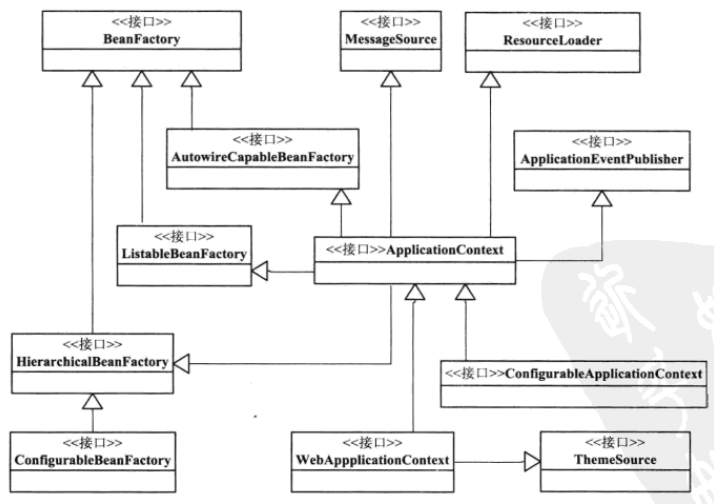 <<接口>>
BeanFactory
<<接口>>
MessageSource
<<接口>>
ResourceLoader
<<接口>>
AutowireCapableBeanFactory
<<接口>>
ApplicationEventPublisher
<<接口>>
ListableBeanFactory
<<接口>>ApplicationContext
<<接口>>
HierarchicalBeanFactory
<<接口>>ConfigurableApplicationContext
<<接口>>
ConfigurableBeanFactory
<<接口>>
WebAppplicationContext
<<接口>>
ThemeSource